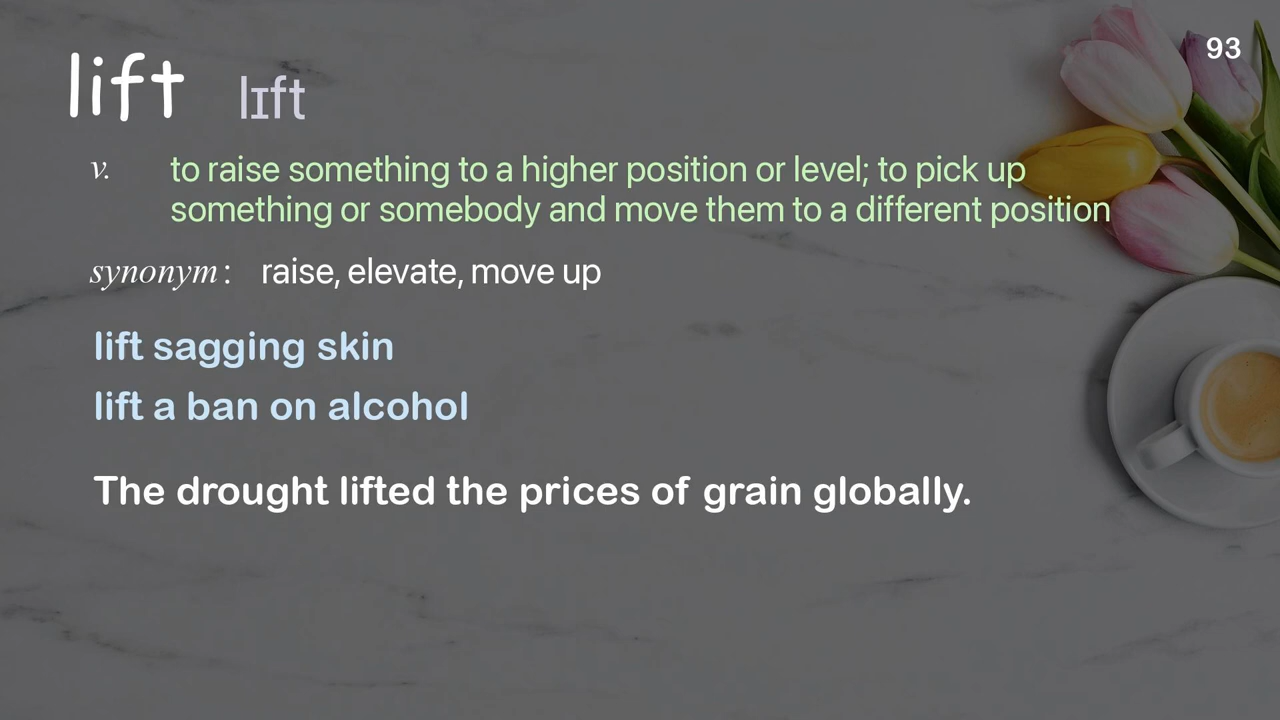 93
lift lɪft
v. to raise something to a higher position or level; to pick up
something or somebody and move them to a different position
synonym: raise, elevate, move up
lift sagging skin
lift a ban on alcohol
The drought lifted the prices of grain globally.